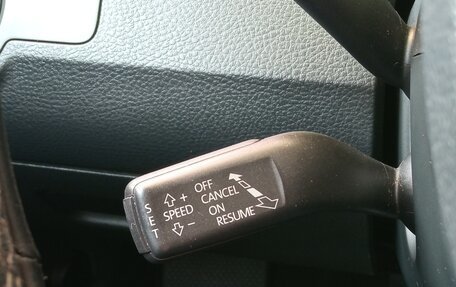 SET
+
SPEED
−
OFF
CANCEL
ON
RESUME